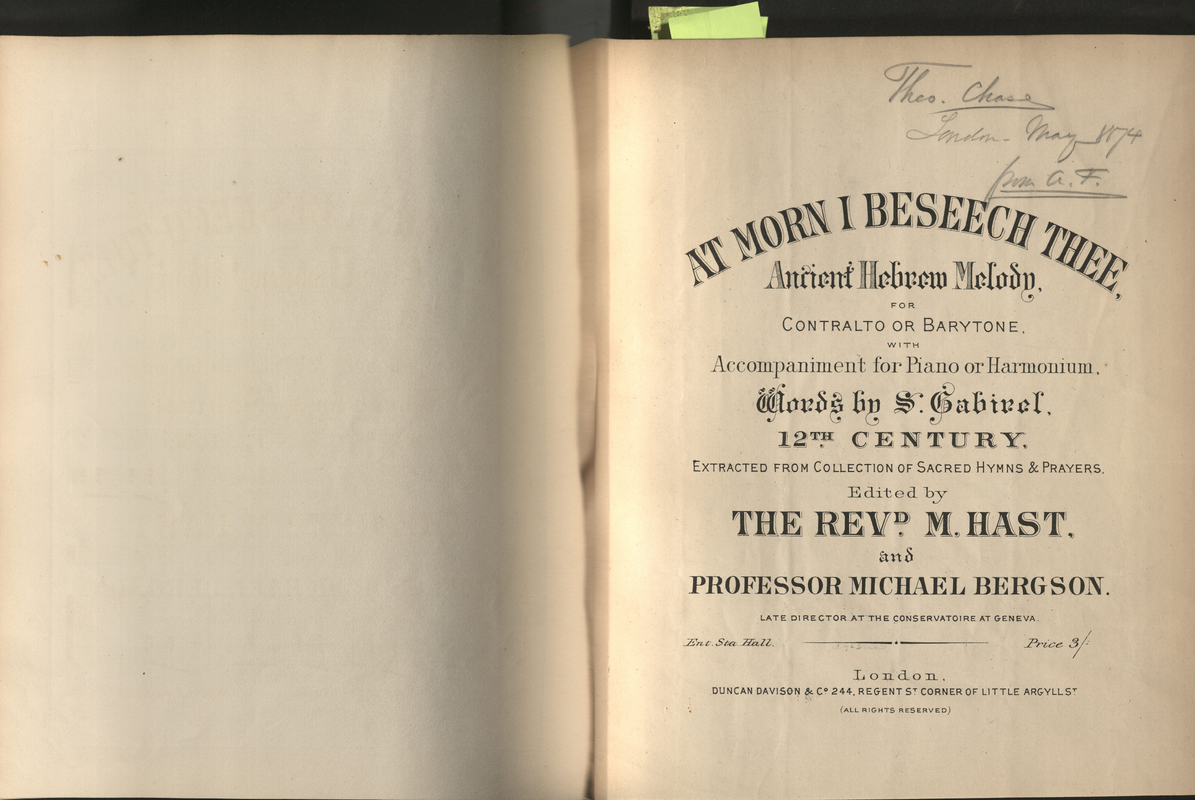 Theo. Chase
London - May 1874
from A. F.
AT MORN I BESEECH THEE,
Ancient Hebrew Melody,
FOR
CONTRALTO OR BARYTONE,
WITH
Accompaniment for Piano or Harmonium.
Words by S. Gabirol,
12TH CENTURY.
EXTRACTED FROM COLLECTION OF SACRED HYMNS & PRAYERS.
Edited by
THE REVD. M. HAST,
and
PROFESSOR MICHAEL BERGSON.
LATE DIRECTOR AT THE CONSERVATOIRE AT GENEVA.
Ent. Sta Hall. Price 3/-
London,
DUNCAN DAVISON & Co 244, REGENT ST CORNER OF LITTLE ARGYLL ST
(ALL RIGHTS RESERVED)